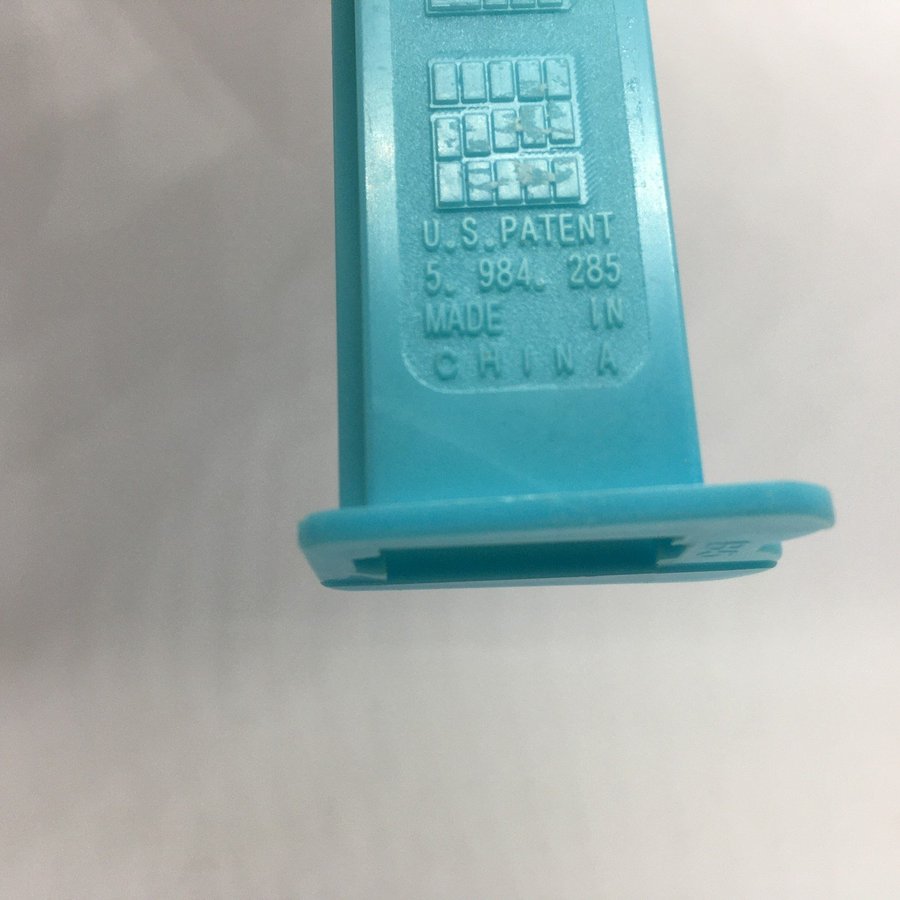 U.S.PATENT
5. 984. 285
MADE IN
CHINA